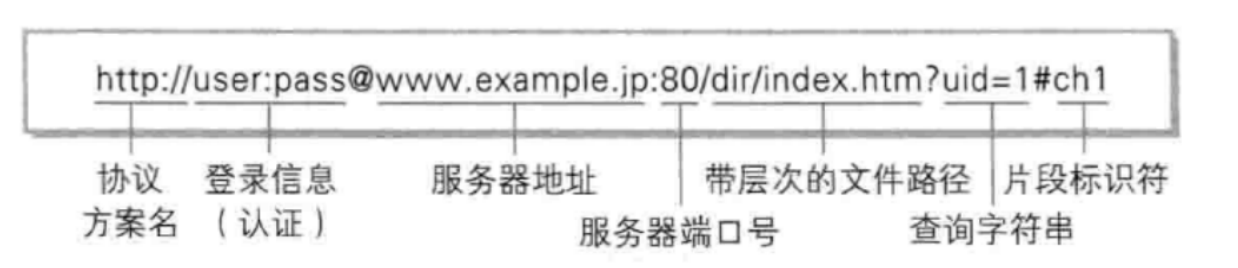 http://user:pass@www.example.jp:80/dir/index.htm?uid=1#ch1
协议
方案名
登录信息
（认证）
服务器地址
服务器端口号
带层次的文件路径
查询字符串
片段标识符